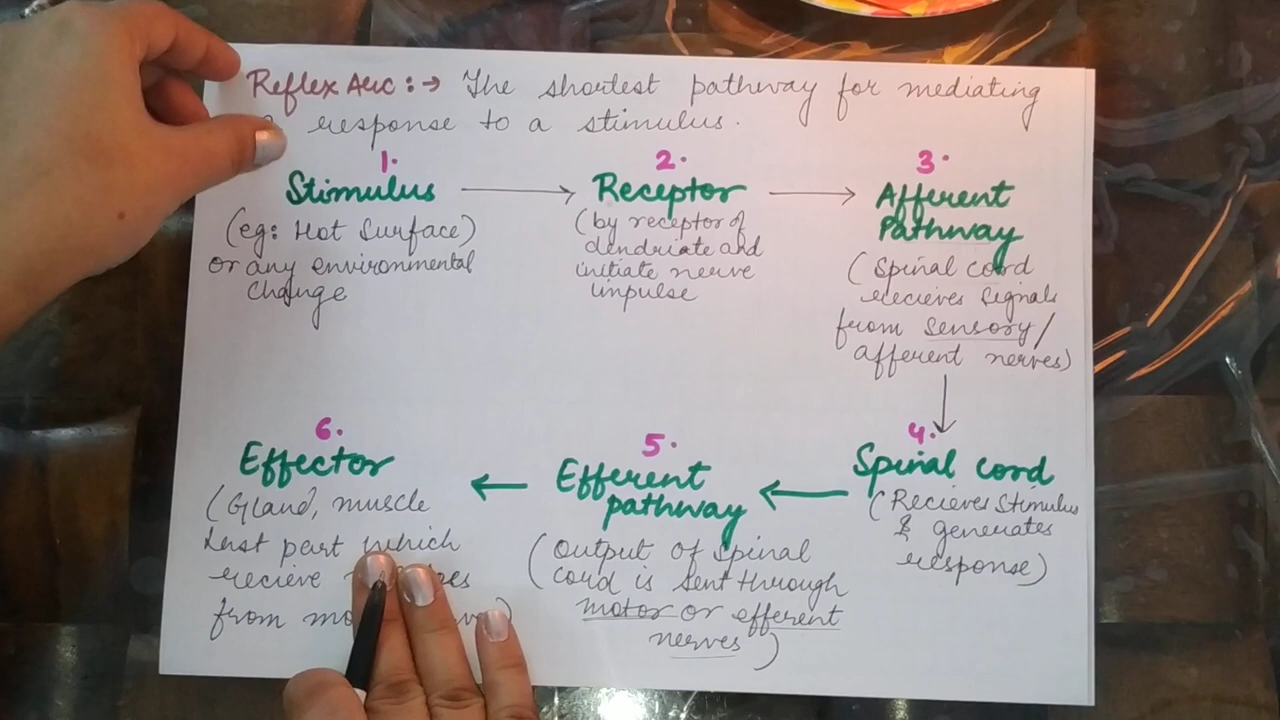 Reflex Arc :→ The shortest pathway for mediating
response to a stimulus.
1.
Stimulus
(eg: Hot Surface)
or any environmental
change
2.
Receptor
(by receptor of
dendriate and
initiate nerve
impulse
3.
Afferent
Pathway
(Spinal cord
recieves signals
from sensory/
afferent nerves)
4.
Spinal cord
(Recieves Stimulus
& generates
response)
5.
Efferent
pathway
(Output of spinal
cord is sent through
motor or efferent
nerves)
6.
Effector
(Gland, muscle
Last part which
recieve
from